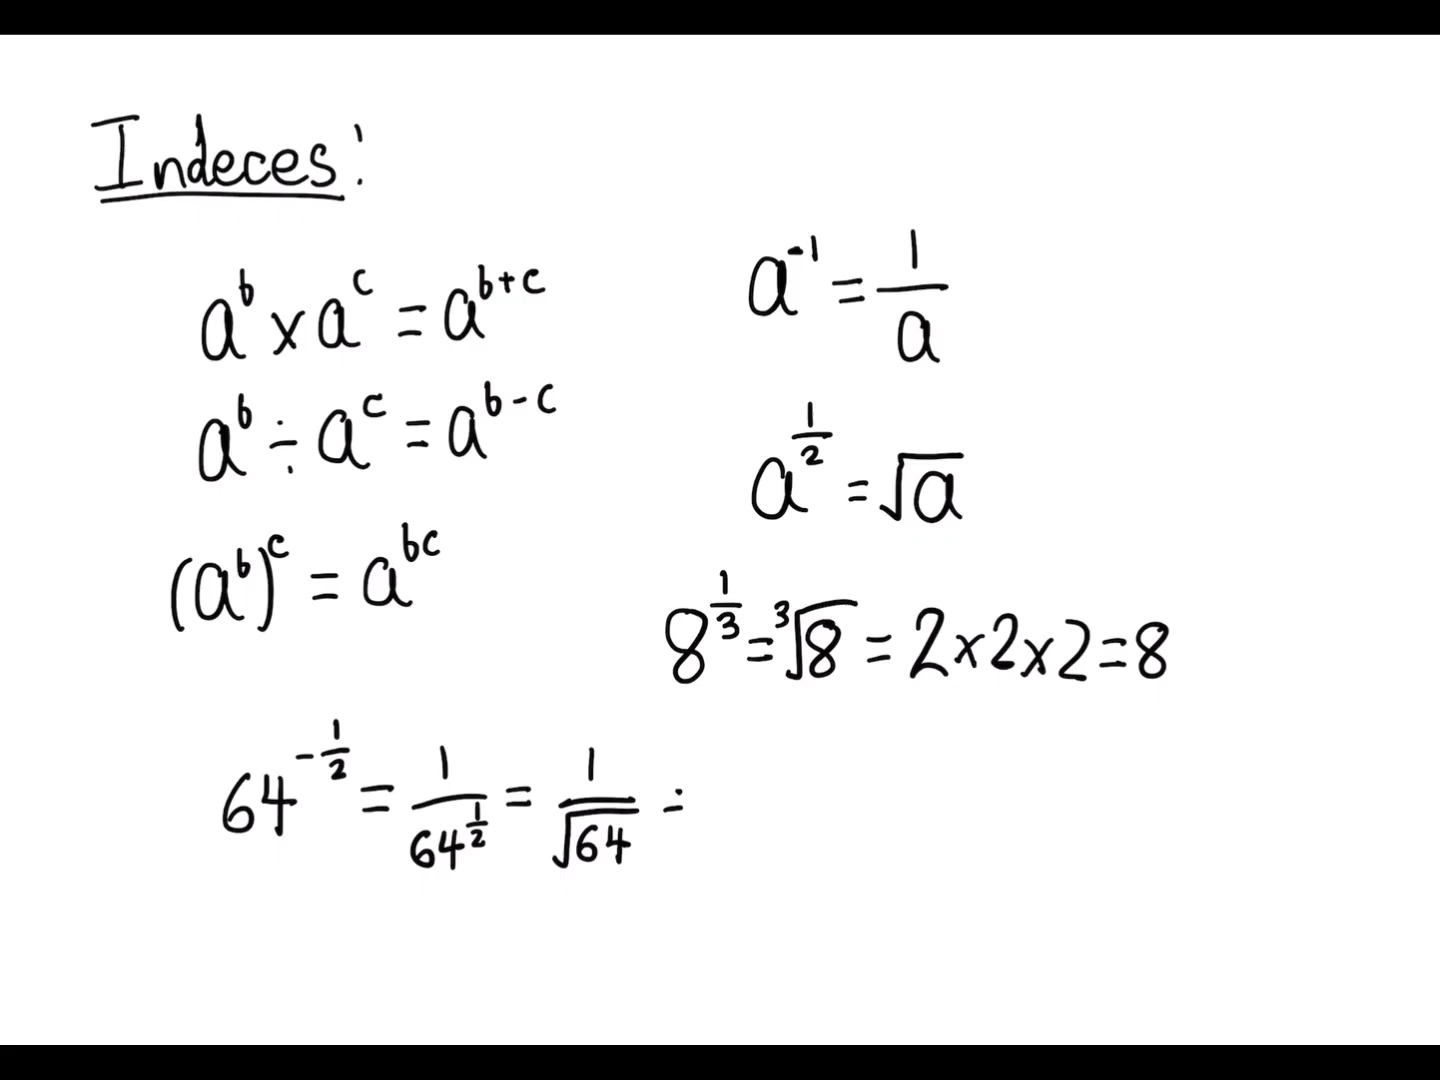 Indeces:
a^b × a^c = a^{b+c}
a^b ÷ a^c = a^{b-c}
(a^b)^c = a^{bc}
a^{-1} = 1/a
a^{1/2} = √a
8^{1/3} = ³√8 = 2×2×2=8
64^{-1/2} = 1/64^{1/2} = 1/√64 =